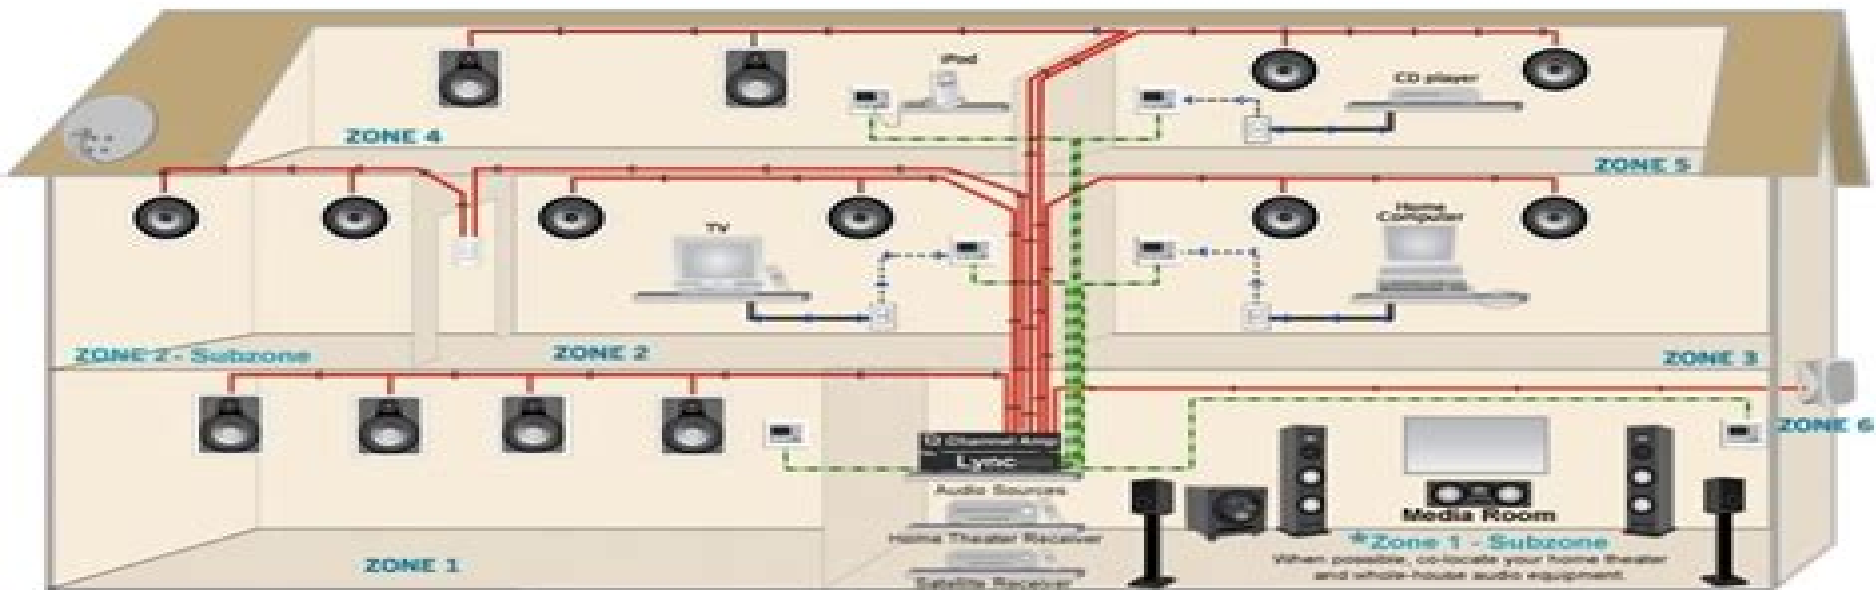 iPod
CD player
ZONE 4
ZONE 5
TV
Home
Computer
ZONE 2 - Subzone
ZONE 2
ZONE 3
12 Channel Amp
Lync
ZONE 6
Audio Sources
Media Room
Home Theater Receiver
*Zone 1 - Subzone
When possible, co-locate your home theater
and whole-house audio equipment.
ZONE 1
Satellite Receiver